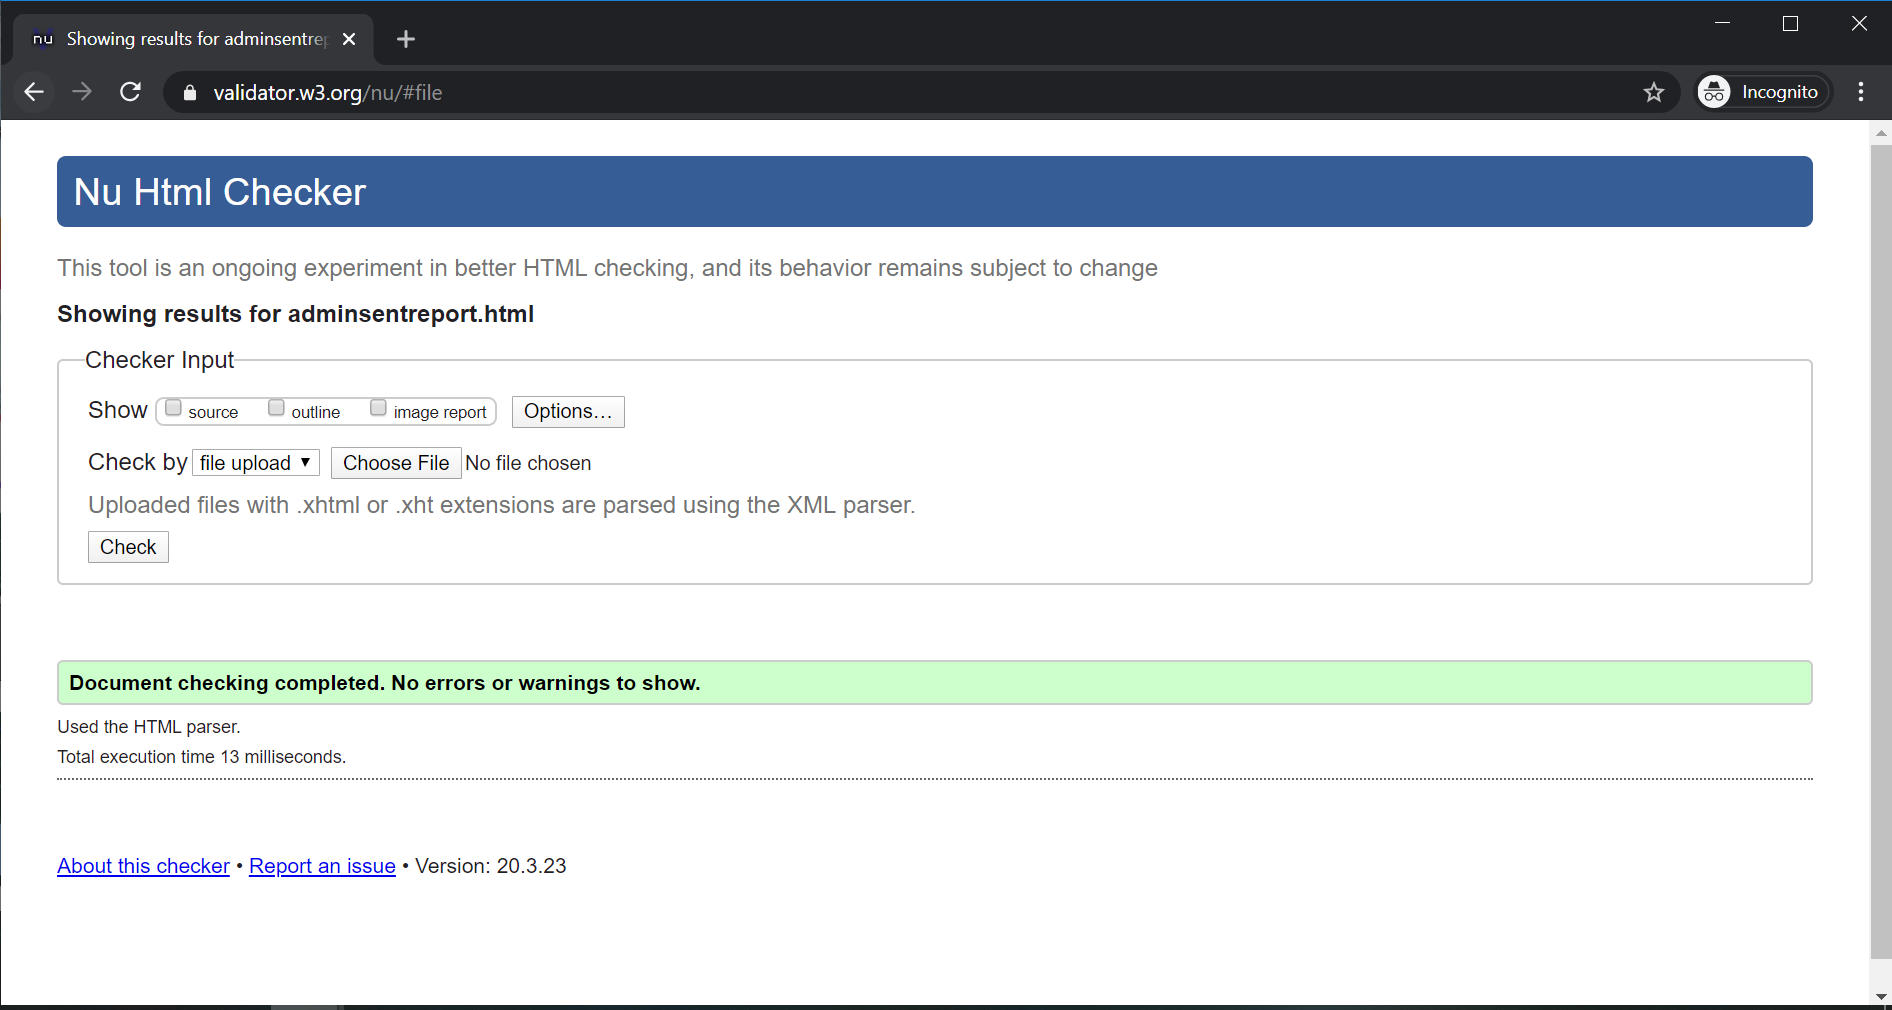 nu Showing results for adminsentrep
validator.w3.org/nu/#file Incognito
Nu Html Checker
This tool is an ongoing experiment in better HTML checking, and its behavior remains subject to change
Showing results for adminsentreport.html
Checker Input
Show source outline image report Options...
Check by file upload ▼ Choose File No file chosen
Uploaded files with .xhtml or .xht extensions are parsed using the XML parser.
Check
Document checking completed. No errors or warnings to show.
Used the HTML parser.
Total execution time 13 milliseconds.
About this checker • Report an issue • Version: 20.3.23